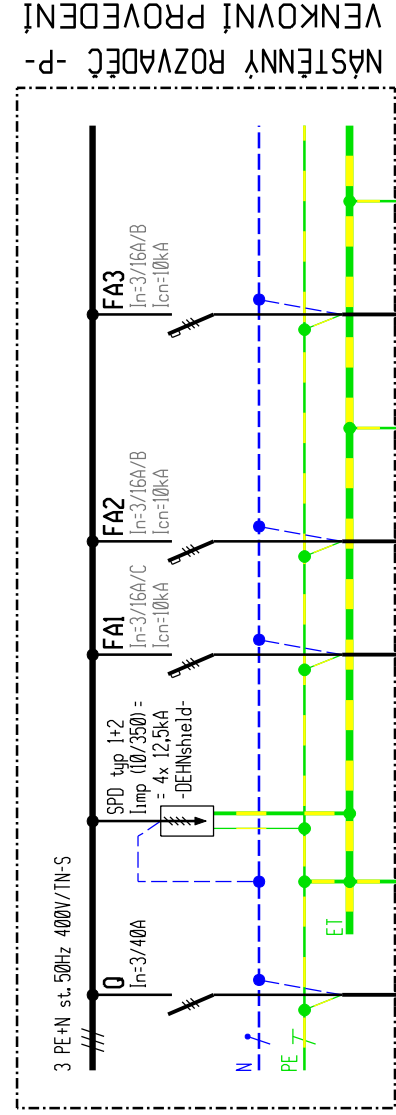 NÁSTĚNNÝ ROZVADĚČ -P-
VENKOVNÍ PROVEDENÍ
3 PE+N st. 50Hz 400V/TN-S
Q
In=3/40A
SPD typ 1+2
Iimp (10/350) =
= 4x 12,5kA
-DEHNshield-
FA1
In=3/16A/C
Icn=10kA
FA2
In=3/16A/B
Icn=10kA
FA3
In=3/16A/B
Icn=10kA
N
PE
ET